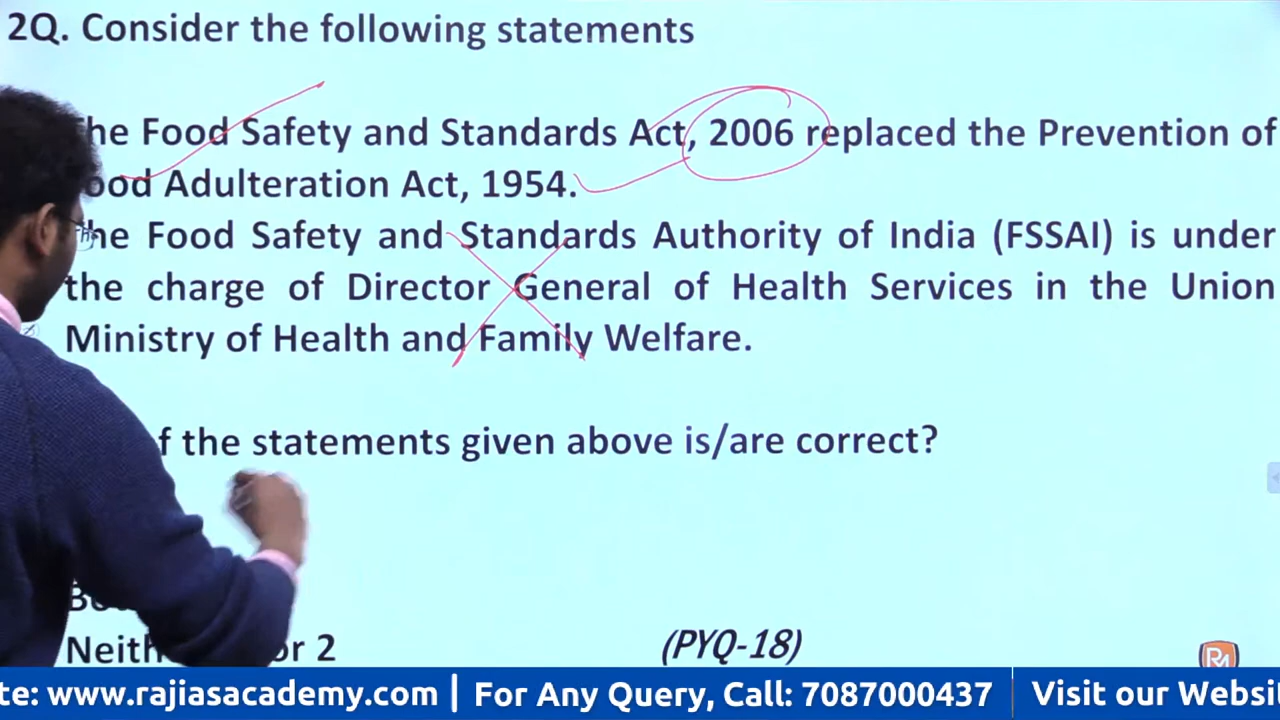 2Q. Consider the following statements
he Food Safety and Standards Act, 2006 replaced the Prevention of
ood Adulteration Act, 1954.
he Food Safety and Standards Authority of India (FSSAI) is under
the charge of Director General of Health Services in the Union
Ministry of Health and Family Welfare.
f the statements given above is/are correct?
Neith or 2
(PYQ-18)
te: www.rajiasacademy.com | For Any Query, Call: 7087000437 | Visit our Websi